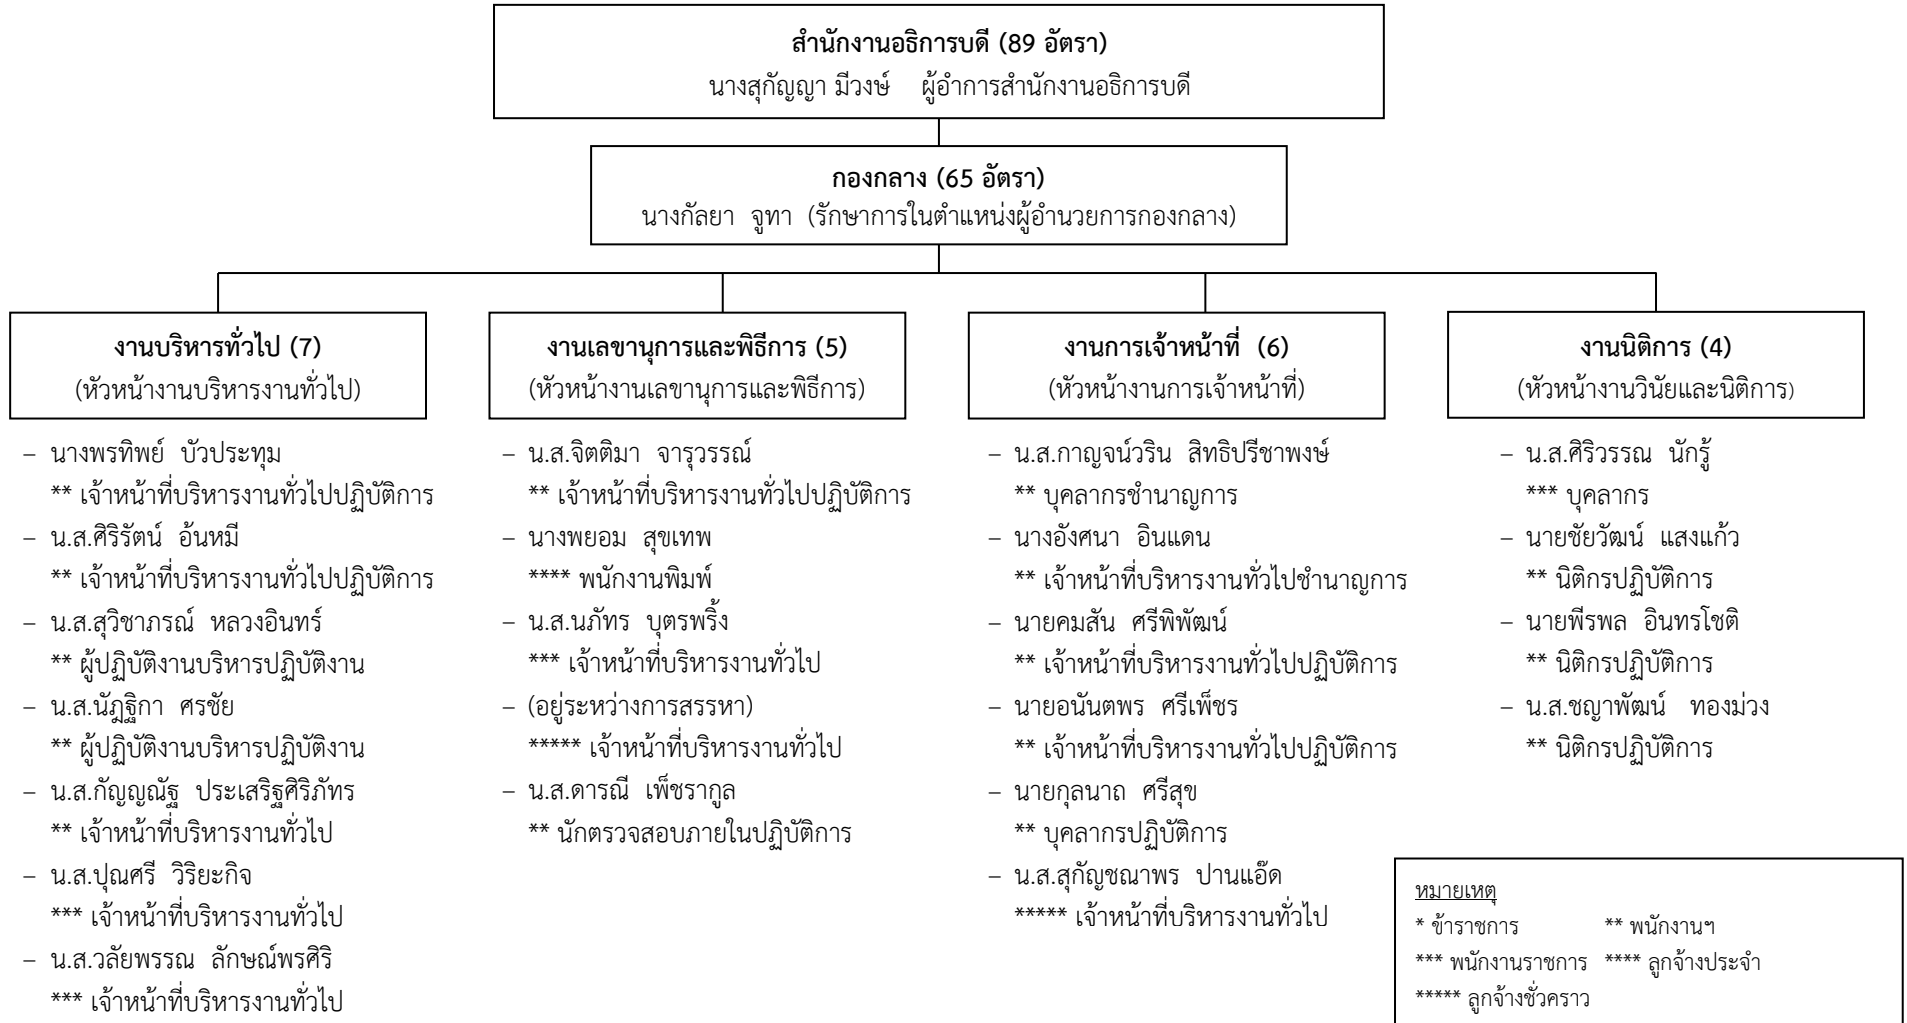 สำนักงานอธิการบดี (89 อัตรา)
นางสุกัญญา มีวงษ์ ผู้อำการสำนักงานอธิการบดี
กองกลาง (65 อัตรา)
นางกัลยา จูทา (รักษาการในตำแหน่งผู้อำนวยการกองกลาง)
งานบริหารทั่วไป (7)
(หัวหน้างานบริหารงานทั่วไป)
– นางพรทิพย์ บัวประทุม
** เจ้าหน้าที่บริหารงานทั่วไปปฏิบัติการ
– น.ส.ศิริรัตน์ อ้นหมี
** เจ้าหน้าที่บริหารงานทั่วไปปฏิบัติการ
– น.ส.สุวิชาภรณ์ หลวงอินทร์
** ผู้ปฏิบัติงานบริหารปฏิบัติงาน
– น.ส.นัฎฐิกา ศรชัย
** ผู้ปฏิบัติงานบริหารปฏิบัติงาน
– น.ส.กัญญณัฐ ประเสริฐศิริภัทร
** เจ้าหน้าที่บริหารงานทั่วไป
– น.ส.ปุณศรี วิริยะกิจ
*** เจ้าหน้าที่บริหารงานทั่วไป
– น.ส.วลัยพรรณ ลักษณ์พรศิริ
*** เจ้าหน้าที่บริหารงานทั่วไป
งานเลขานุการและพิธีการ (5)
(หัวหน้างานเลขานุการและพิธีการ)
– น.ส.จิตติมา จารุวรรณ์
** เจ้าหน้าที่บริหารงานทั่วไปปฏิบัติการ
– นางพยอม สุขเทพ
**** พนักงานพิมพ์
– น.ส.นภัทร บุตรพริ้ง
*** เจ้าหน้าที่บริหารงานทั่วไป
– (อยู่ระหว่างการสรรหา)
***** เจ้าหน้าที่บริหารงานทั่วไป
– น.ส.ดารณี เพ็ชรากูล
** นักตรวจสอบภายในปฏิบัติการ
งานการเจ้าหน้าที่ (6)
(หัวหน้างานการเจ้าหน้าที่)
– น.ส.กาญจน์วริน สิทธิปรีชาพงษ์
** บุคลากรชำนาญการ
– นางอังศนา อินแดน
** เจ้าหน้าที่บริหารงานทั่วไปชำนาญการ
– นายคมสัน ศรีพิพัฒน์
** เจ้าหน้าที่บริหารงานทั่วไปปฏิบัติการ
– นายอนันตพร ศรีเพ็ชร
** เจ้าหน้าที่บริหารงานทั่วไปปฏิบัติการ
– นายกุลนาถ ศรีสุข
** บุคลากรปฏิบัติการ
– น.ส.สุกัญชณาพร ปานแอ๊ด
***** เจ้าหน้าที่บริหารงานทั่วไป
งานนิติการ (4)
(หัวหน้างานวินัยและนิติการ)
– น.ส.ศิริวรรณ นักรู้
*** บุคลากร
– นายชัยวัฒน์ แสงแก้ว
** นิติกรปฏิบัติการ
– นายพีรพล อินทรโชติ
** นิติกรปฏิบัติการ
– น.ส.ชญาพัฒน์ ทองม่วง
** นิติกรปฏิบัติการ
หมายเหตุ
* ข้าราชการ ** พนักงานฯ
*** พนักงานราชการ **** ลูกจ้างประจำ
***** ลูกจ้างชั่วคราว